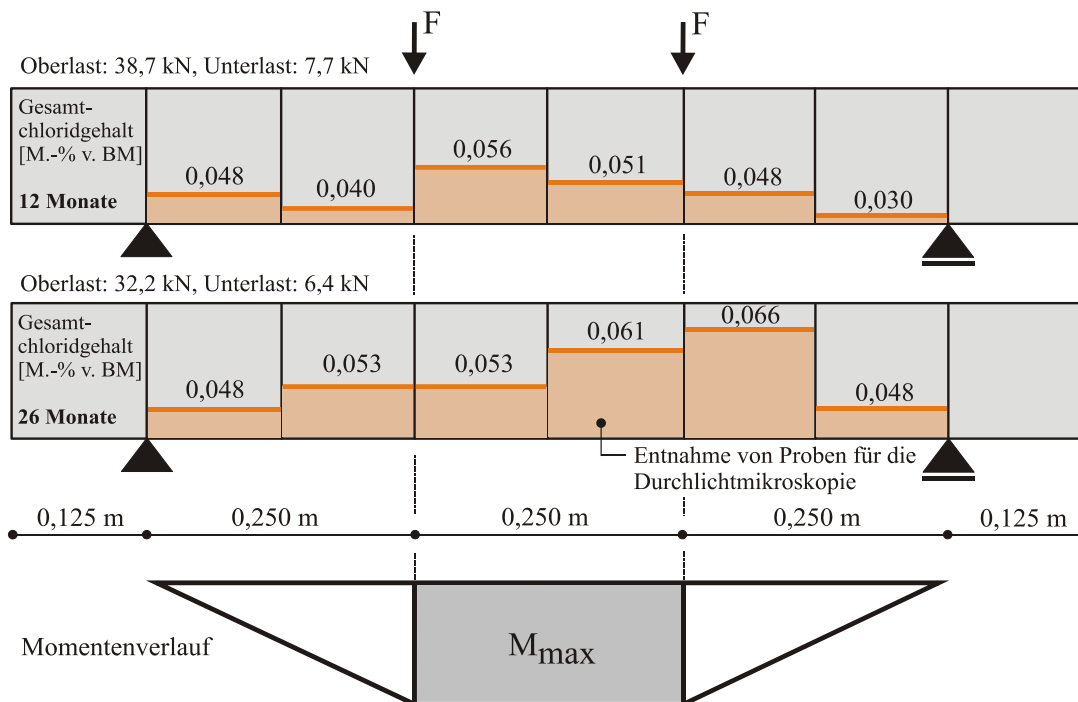 F
F
Oberlast: 38,7 kN, Unterlast: 7,7 kN
Gesamt-
chloridgehalt
[M.-% v. BM]
12 Monate
0,048
0,040
0,056
0,051
0,048
0,030
Oberlast: 32,2 kN, Unterlast: 6,4 kN
Gesamt-
chloridgehalt
[M.-% v. BM]
26 Monate
0,048
0,053
0,053
0,061
0,066
0,048
Entnahme von Proben für die
Durchlichtmikroskopie
0,125 m
0,250 m
0,250 m
0,250 m
0,125 m
Momentenverlauf
Mmax